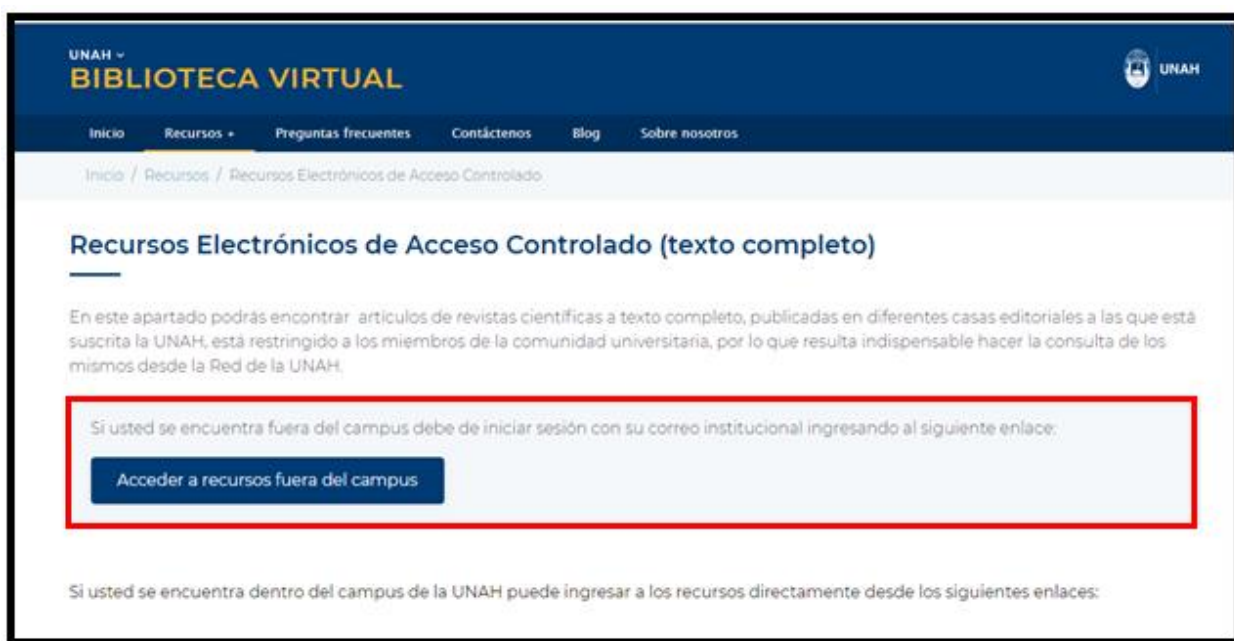 UNAH
BIBLIOTECA VIRTUAL
UNAH
Inicio Recursos Preguntas frecuentes Contáctenos Blog Sobre nosotros
Inicio / Recursos / Recursos Electrónicos de Acceso Controlado
Recursos Electrónicos de Acceso Controlado (texto completo)
En este apartado podrás encontrar artículos de revistas científicas a texto completo, publicadas en diferentes casas editoriales a las que está
suscrita la UNAH, está restringido a los miembros de la comunidad universitaria, por lo que resulta indispensable hacer la consulta de los
mismos desde la Red de la UNAH.
Si usted se encuentra fuera del campus debe de iniciar sesión con su correo institucional ingresando al siguiente enlace:
Acceder a recursos fuera del campus
Si usted se encuentra dentro del campus de la UNAH puede ingresar a los recursos directamente desde los siguientes enlaces: